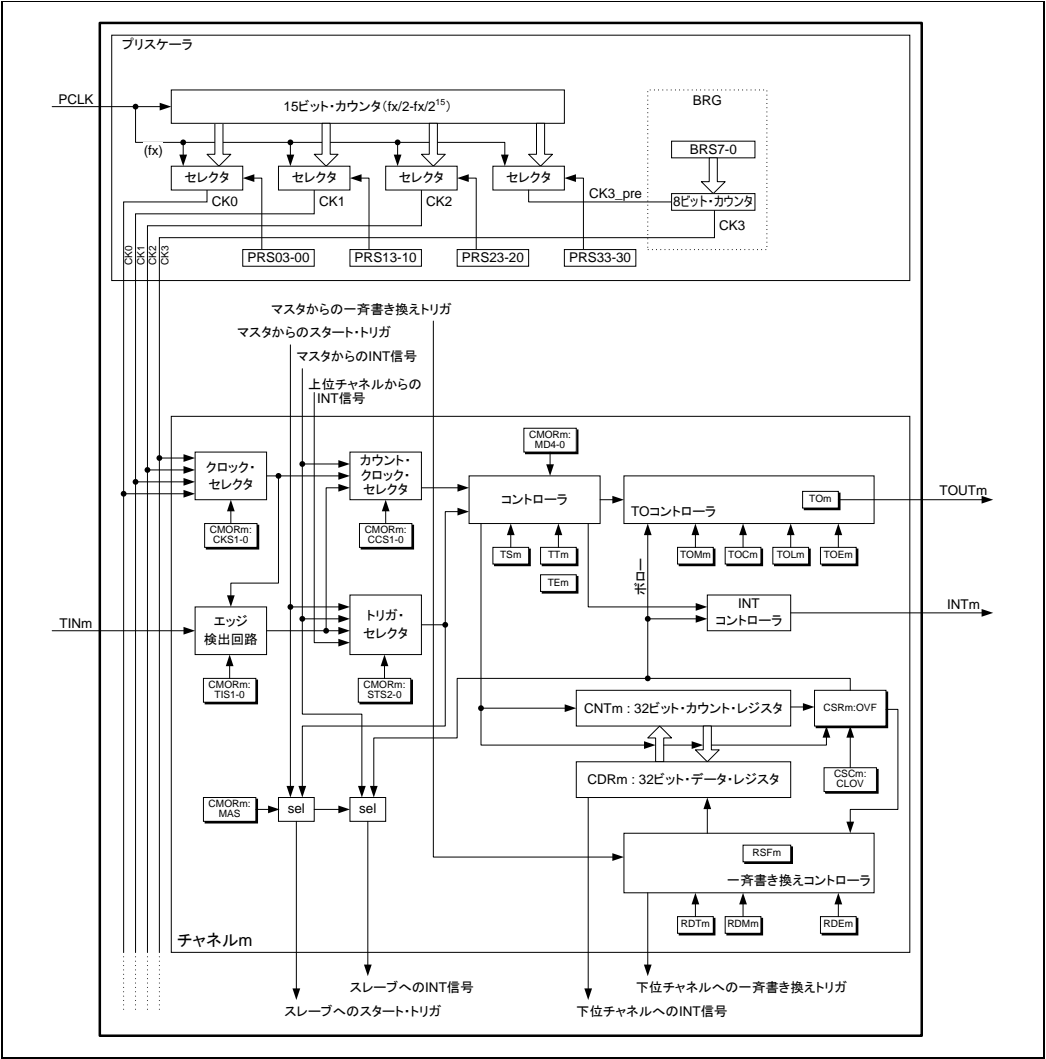 プリスケーラ
PCLK
15ビット・カウンタ(fx/2-fx/2¹⁵)
BRG
(fx)
BRS7-0
セレクタ
セレクタ
セレクタ
セレクタ
CK3_pre
8ビット・カウンタ
CK0
CK1
CK2
CK3
CK0
CK1
CK2
CK3
PRS03-00
PRS13-10
PRS23-20
PRS33-30
マスタからの一斉書き換えトリガ
マスタからのスタート・トリガ
マスタからのINT信号
上位チャネルからの
INT信号
CMORm:
MD4-0
クロック・
セレクタ
カウント・
クロック・
セレクタ
コントローラ
TOm
TOコントローラ
TOUTm
CMORm:
CKS1-0
CMORm:
CCS1-0
TSm
TTm
TEm
TOMm
TOCm
TOLm
TOEm
ボロー
TINm
エッジ
検出回路
トリガ・
セレクタ
INT
コントローラ
INTm
CMORm:
TIS1-0
CMORm:
STS2-0
CNTm : 32ビット・カウント・レジスタ
CSRm:OVF
CDRm : 32ビット・データ・レジスタ
CSCm:
CLOV
CMORm:
MAS
sel
sel
RSFm
一斉書き換えコントローラ
RDTm
RDMm
RDEm
チャネルm
スレーブへのINT信号
下位チャネルへの一斉書き換えトリガ
スレーブへのスタート・トリガ
下位チャネルへのINT信号